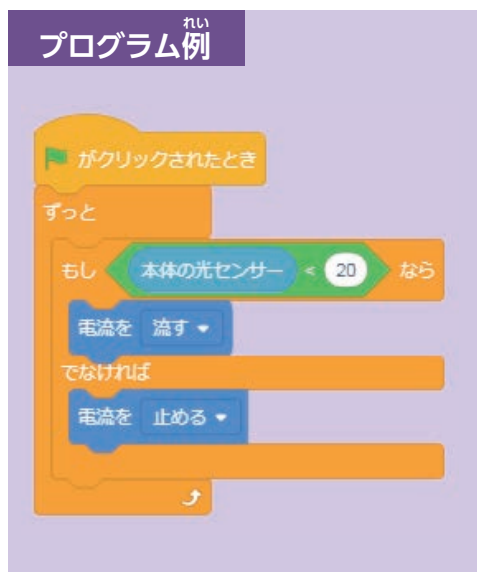 れい
プログラム例
がクリックされたとき
ずっと
もし 本体の光センサー < 20 なら
電流を 流す
でなければ
電流を 止める